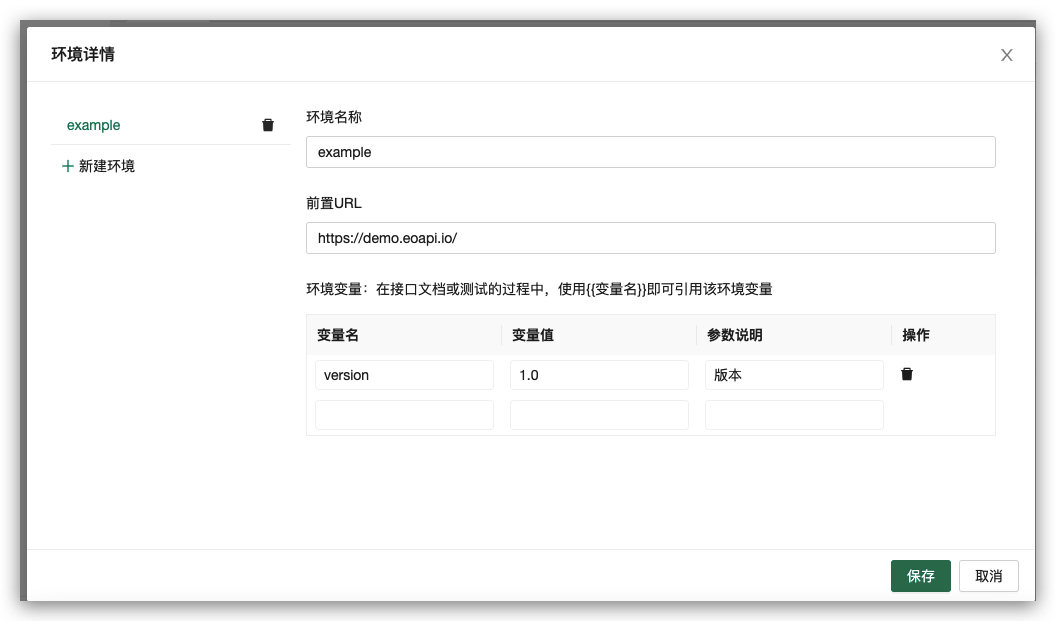 环境详情
X
example
+ 新建环境
环境名称
example
前置URL
https://demo.eoapi.io/
环境变量：在接口文档或测试的过程中，使用{{变量名}}即可引用该环境变量
变量名 变量值 参数说明 操作
version 1.0 版本
保存 取消